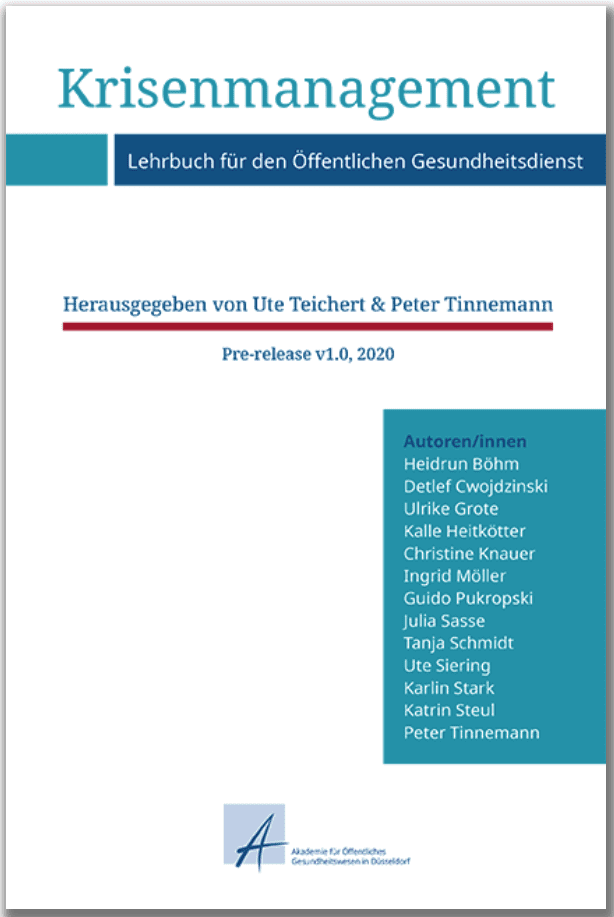 Krisenmanagement
Lehrbuch für den Öffentlichen Gesundheitsdienst
Herausgegeben von Ute Teichert & Peter Tinnemann
Pre-release v1.0, 2020
Autoren/innen
Heidrun Böhm
Detlef Cwojdzinski
Ulrike Grote
Kalle Heitkötter
Christine Knauer
Ingrid Möller
Guido Pukropski
Julia Sasse
Tanja Schmidt
Ute Siering
Karlin Stark
Katrin Steul
Peter Tinnemann
A
Akademie für Öffentliches
Gesundheitswesen in Düsseldorf